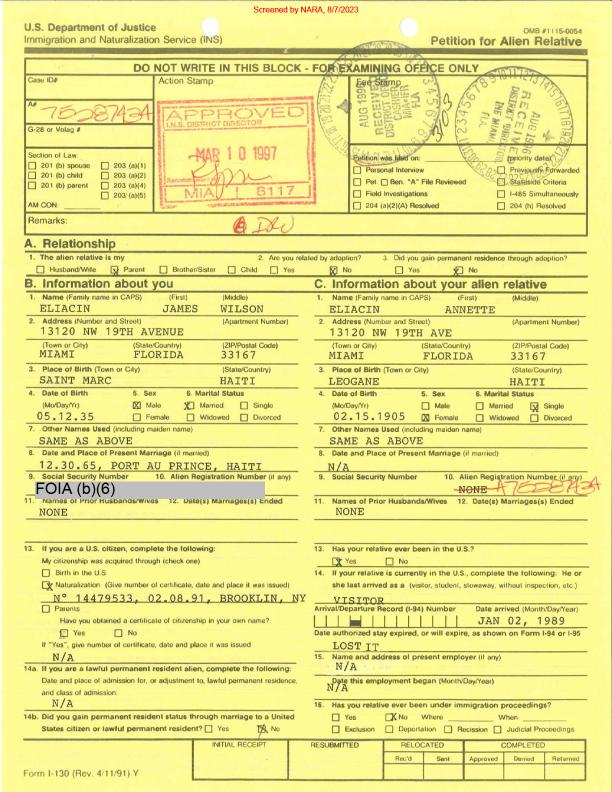 Screened by NARA, 8/7/2023
U.S. Department of Justice
Immigration and Naturalization Service (INS)
OMB #1115-0054
Petition for Alien Relative
DO NOT WRITE IN THIS BLOCK - FOR EXAMINING OFFICE ONLY
Case ID#
Action Stamp
Fee Stamp
A#
75287434
G-28 or Volag #
APPROVED
I.N.S. DISTRICT DIRECTOR
MAR 10 1997
MIA 8117
AUG 1996
RECEIVED
DISTRICT OFFICE
CASHIER
MIAMI
FLA
303
AUG 1996
RECEIVED
INS MIAMI
FL
Section of Law:
201 (b) spouse 203 (a)(1)
201 (b) child 203 (a)(2)
201 (b) parent 203 (a)(4)
203 (a)(5)
AM CON:
Petition was filed on: (priority date)
Personal Interview Previously Forwarded
Pet. Ben. "A" File Reviewed Stateside Criteria
Field Investigations I-485 Simultaneously
204 (a)(2)(A) Resolved 204 (h) Resolved
Remarks:
A. Relationship
1. The alien relative is my 2. Are you related by adoption? 3. Did you gain permanent residence through adoption?
Husband/Wife X Parent Brother/Sister Child Yes X No Yes X No
B. Information about you
1. Name (Family name in CAPS) (First) (Middle)
ELIACIN JAMES WILSON
2. Address (Number and Street) (Apartment Number)
13120 NW 19TH AVENUE
(Town or City) (State/Country) (ZIP/Postal Code)
MIAMI FLORIDA 33167
3. Place of Birth (Town or City) (State/Country)
SAINT MARC HAITI
4. Date of Birth 5. Sex 6. Marital Status
(Mo/Day/Yr) X Male X Married Single
05.12.35 Female Widowed Divorced
7. Other Names Used (including maiden name)
SAME AS ABOVE
8. Date and Place of Present Marriage (if married)
12.30.65, PORT AU PRINCE, HAITI
9. Social Security Number 10. Alien Registration Number (if any)
FOIA (b)(6)
11. Names of Prior Husbands/Wives 12. Date(s) Marriages(s) Ended
NONE
13. If you are a U.S. citizen, complete the following:
My citizenship was acquired through (check one)
Birth in the U.S.
X Naturalization (Give number of certificate, date and place it was issued)
N° 14479533, 02.08.91, BROOKLIN, NY
Parents
Have you obtained a certificate of citizenship in your own name?
Yes No
If "Yes", give number of certificate, date and place it was issued
N/A
14a. If you are a lawful permanent resident alien, complete the following:
Date and place of admission for, or adjustment to, lawful permanent residence,
and class of admission:
N/A
14b. Did you gain permanent resident status through marriage to a United
States citizen or lawful permanent resident? Yes X No
C. Information about your alien relative
1. Name (Family name in CAPS) (First) (Middle)
ELIACIN ANNETTE
2. Address (Number and Street) (Apartment Number)
13120 NW 19TH AVE
(Town or City) (State/Country) (ZIP/Postal Code)
MIAMI FLORIDA 33167
3. Place of Birth (Town or City) (State/Country)
LEOGANE HAITI
4. Date of Birth 5. Sex 6. Marital Status
(Mo/Day/Yr) Male Married X Single
02.15.1905 X Female Widowed Divorced
7. Other Names Used (including maiden name)
SAME AS ABOVE
8. Date and Place of Present Marriage (if married)
N/A
9. Social Security Number 10. Alien Registration Number (if any)
NONE A75287434
11. Names of Prior Husbands/Wives 12. Date(s) Marriages(s) Ended
NONE
13. Has your relative ever been in the U.S.?
X Yes No
14. If your relative is currently in the U.S., complete the following: He or
she last arrived as a (visitor, student, stowaway, without inspection, etc.)
VISITOR
Arrival/Departure Record (I-94) Number Date arrived (Month/Day/Year)
JAN 02, 1989
Date authorized stay expired, or will expire, as shown on Form I-94 or I-95
LOST IT
15. Name and address of present employer (if any)
N/A
Date this employment began (Month/Day/Year)
N/A
16. Has your relative ever been under immigration proceedings?
Yes X No Where When
Exclusion Deportation Recission Judicial Proceedings
INITIAL RECEIPT RESUBMITTED RELOCATED COMPLETED
Rec'd Sent Approved Denied Returned
Form I-130 (Rev. 4/11/91) Y